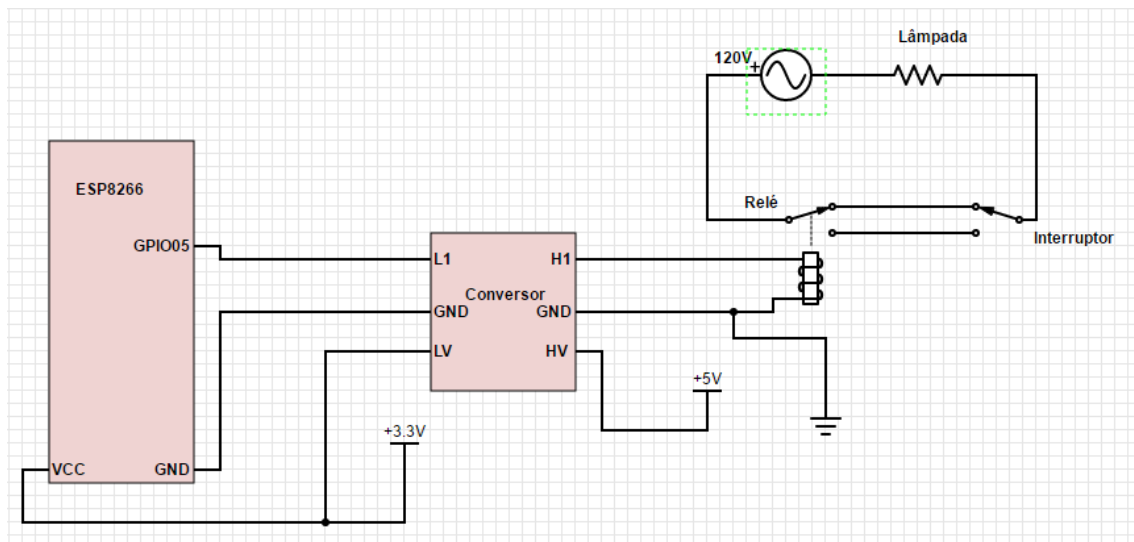 Lâmpada
120V
+
ESP8266
Relé
Interruptor
GPIO05
L1
H1
Conversor
GND
GND
LV
HV
+5V
+3.3V
VCC
GND